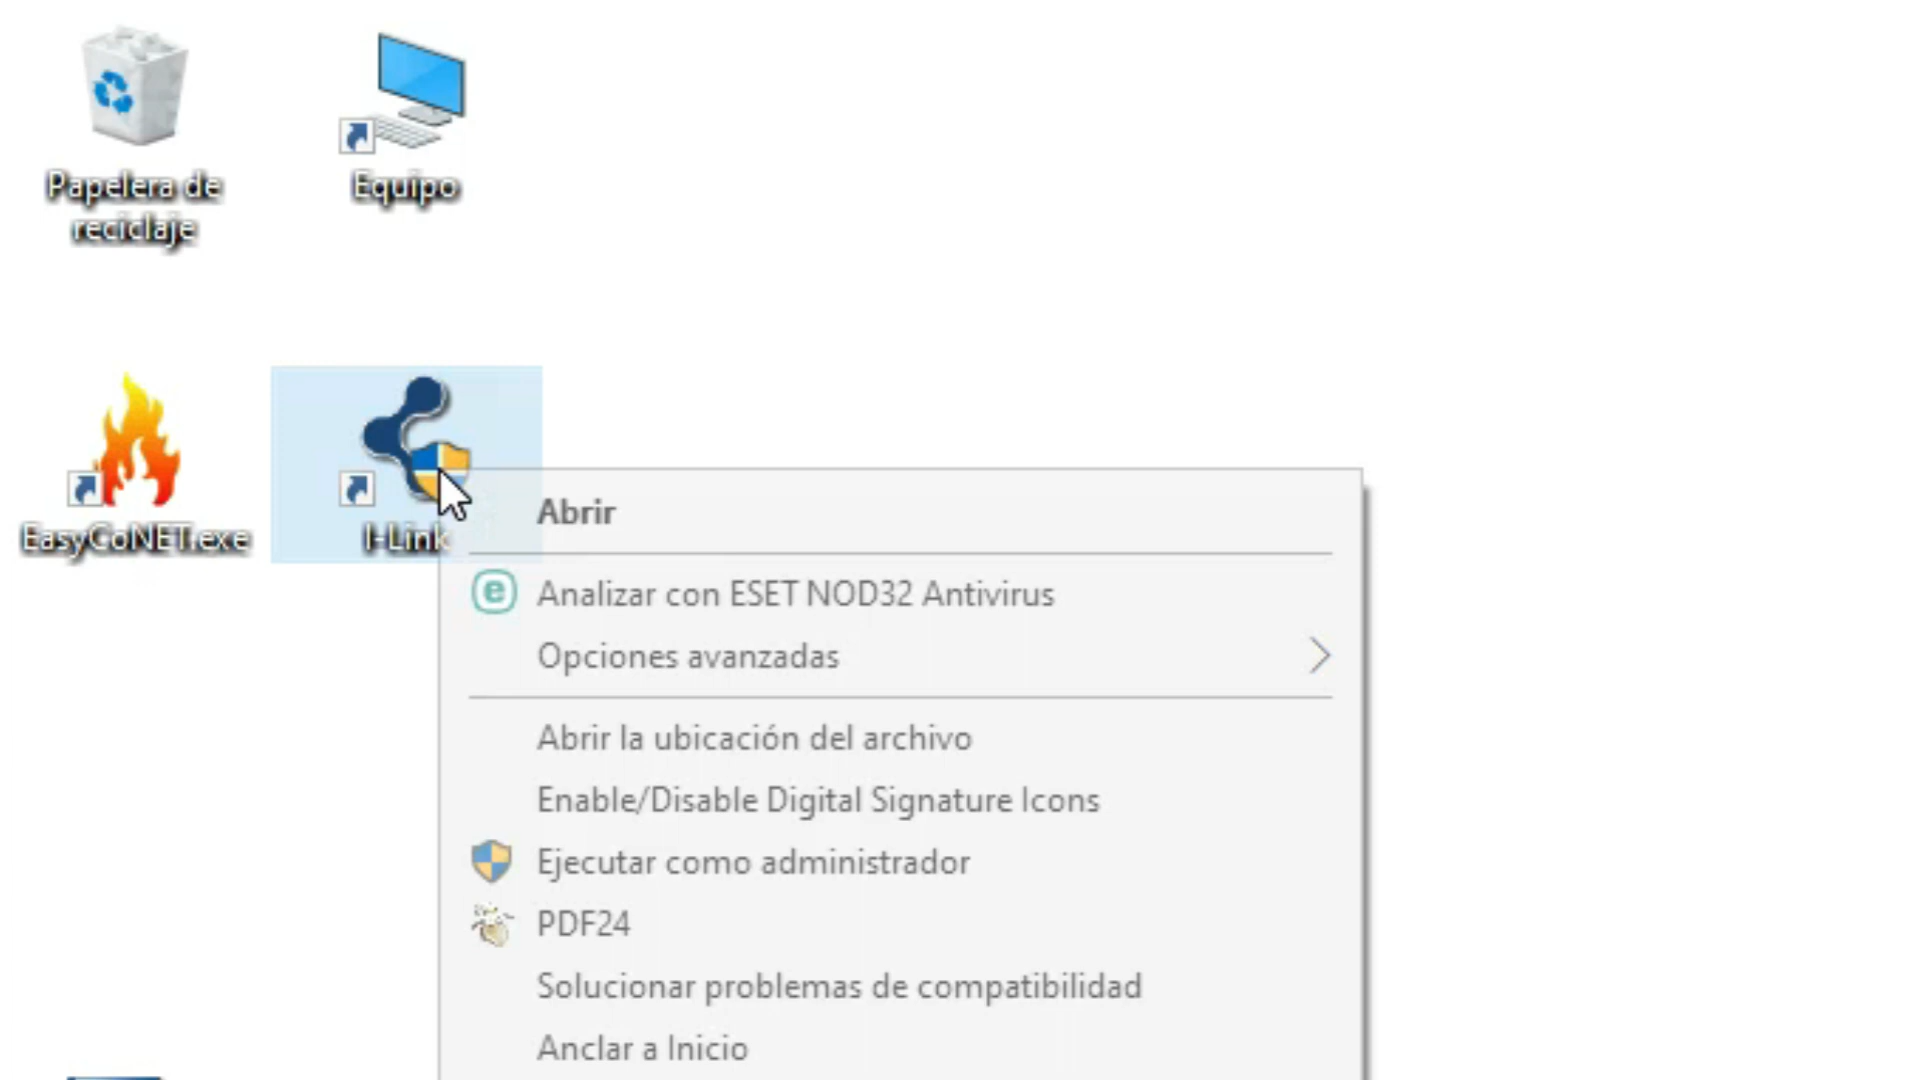 Papelera de
reciclaje
Equipo
EasyCoNET.exe
I-Link
Abrir
Analizar con ESET NOD32 Antivirus
Opciones avanzadas
Abrir la ubicación del archivo
Enable/Disable Digital Signature Icons
Ejecutar como administrador
PDF24
Solucionar problemas de compatibilidad
Anclar a Inicio